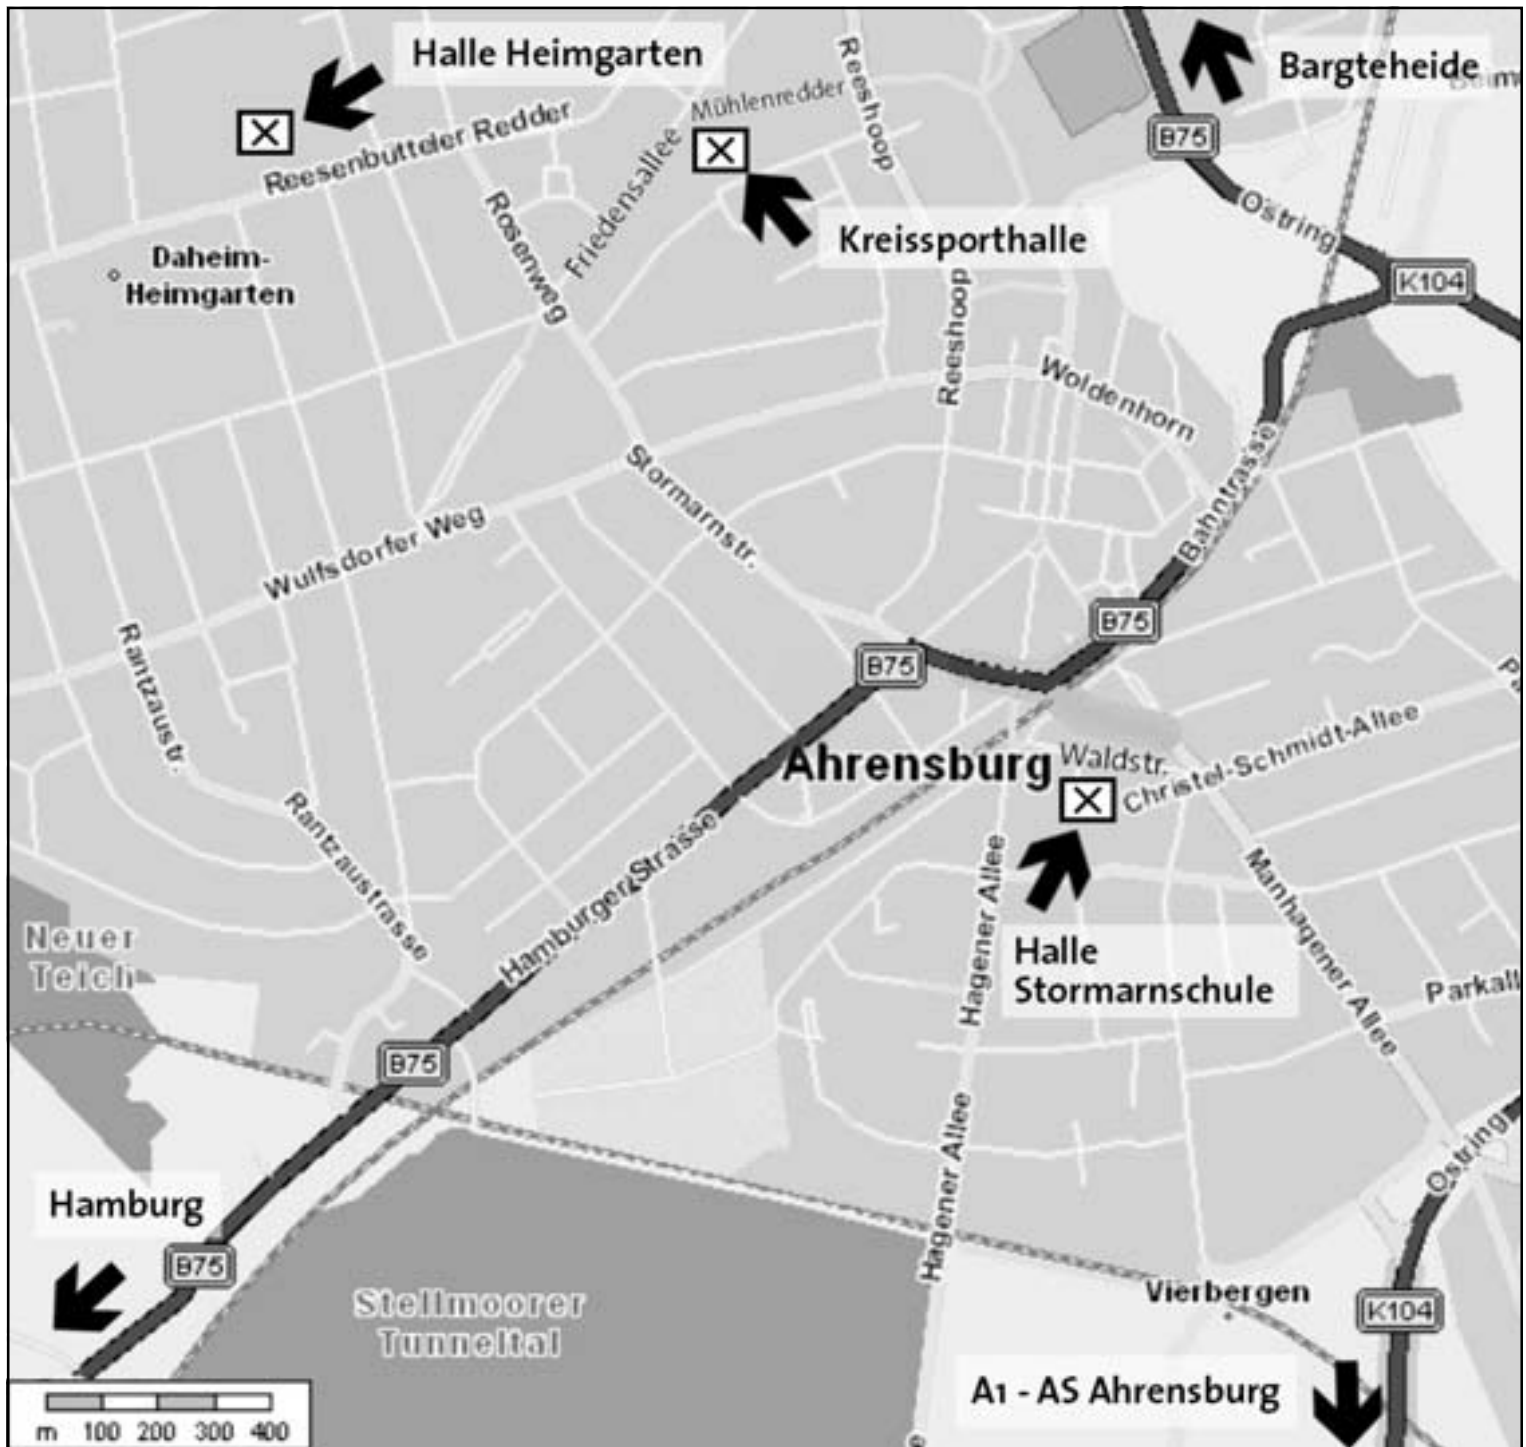 Halle Heimgarten
Bargteheide
Mühlenredder
Reeshoop
B75
Reesenbutteler Redder
Friedensallee
Rosenweg
Ostring
Kreissporthalle
Daheim-
Heimgarten
K104
Reeshoop
Woldenhorn
Stormarnstr.
Bahntrasse
Wulfsdorfer Weg
B75
B75
Rantzaustr.
Ahrensburg
Waldstr.
Christel-Schmidt-Allee
Rantzaustrasse
Hamburger Strasse
Hagener Allee
Manhagener Allee
Neuer
Teich
Halle
Stormarnschule
Parkall
B75
Hagener Allee
Ostring
Hamburg
B75
Stellmoorer
Tunneltal
Vierbergen
K104
A1 - AS Ahrensburg
m 100 200 300 400